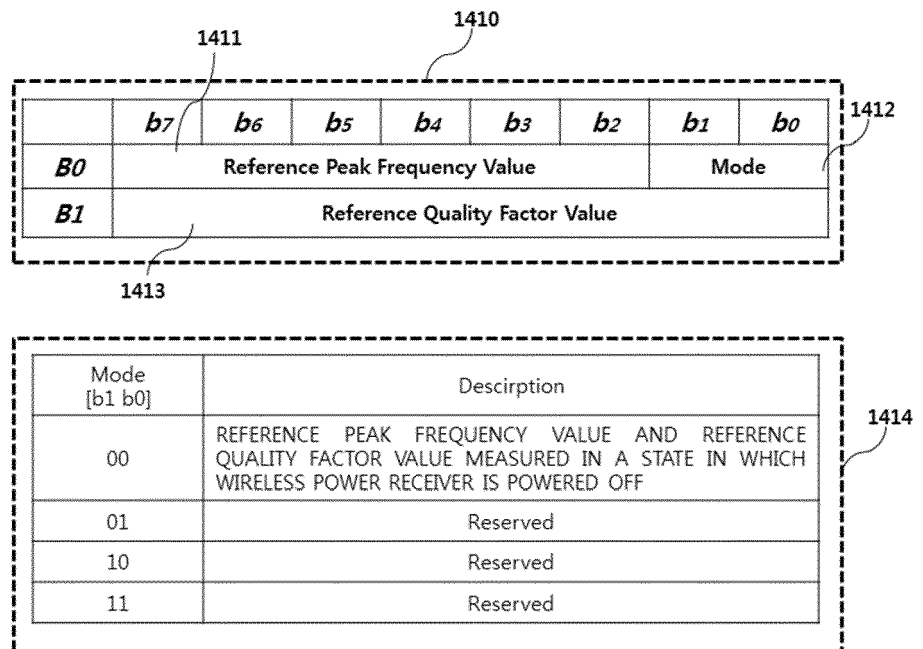 1410
1411
b7 b6 b5 b4 b3 b2 b1 b0
1412
B0 Reference Peak Frequency Value Mode
B1 Reference Quality Factor Value
1413
Mode
[b1 b0]
Descirption
1414
00
REFERENCE PEAK FREQUENCY VALUE AND REFERENCE
QUALITY FACTOR VALUE MEASURED IN A STATE IN WHICH
WIRELESS POWER RECEIVER IS POWERED OFF
01 Reserved
10 Reserved
11 Reserved